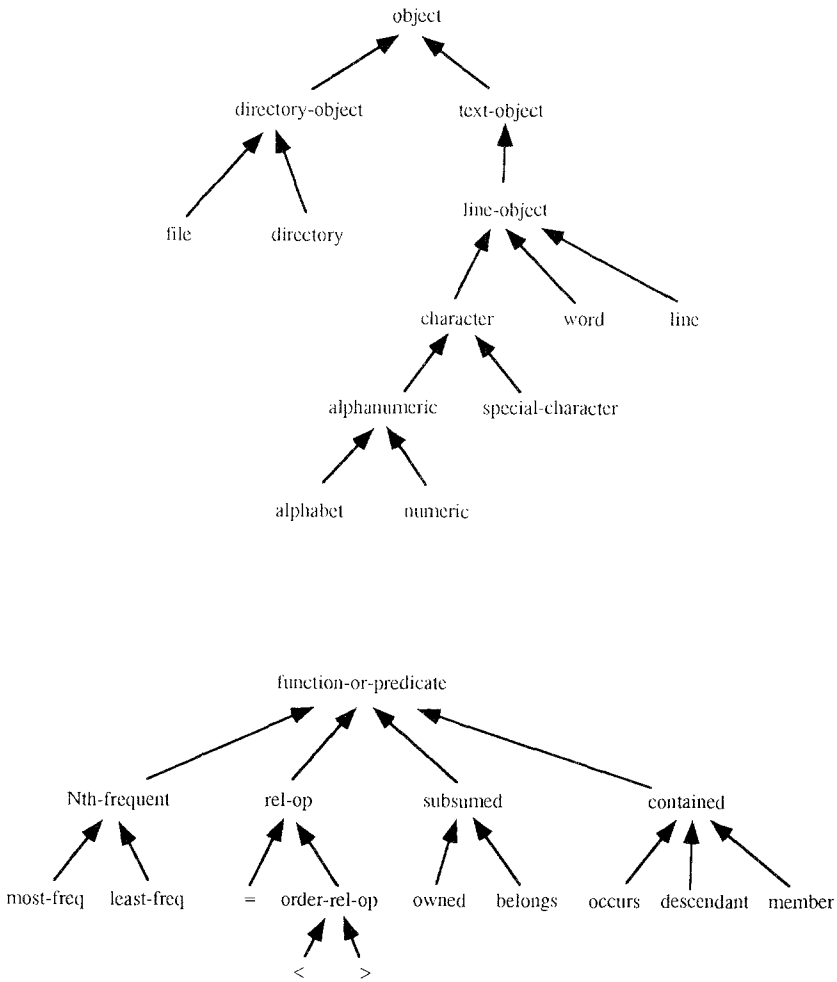 object
directory-object text-object
line-object
file directory
character word line
alphanumeric special-character
alphabet numeric
function-or-predicate
Nth-frequent rel-op subsumed contained
most-freq least-freq = order-rel-op owned belongs occurs descendant member
< >